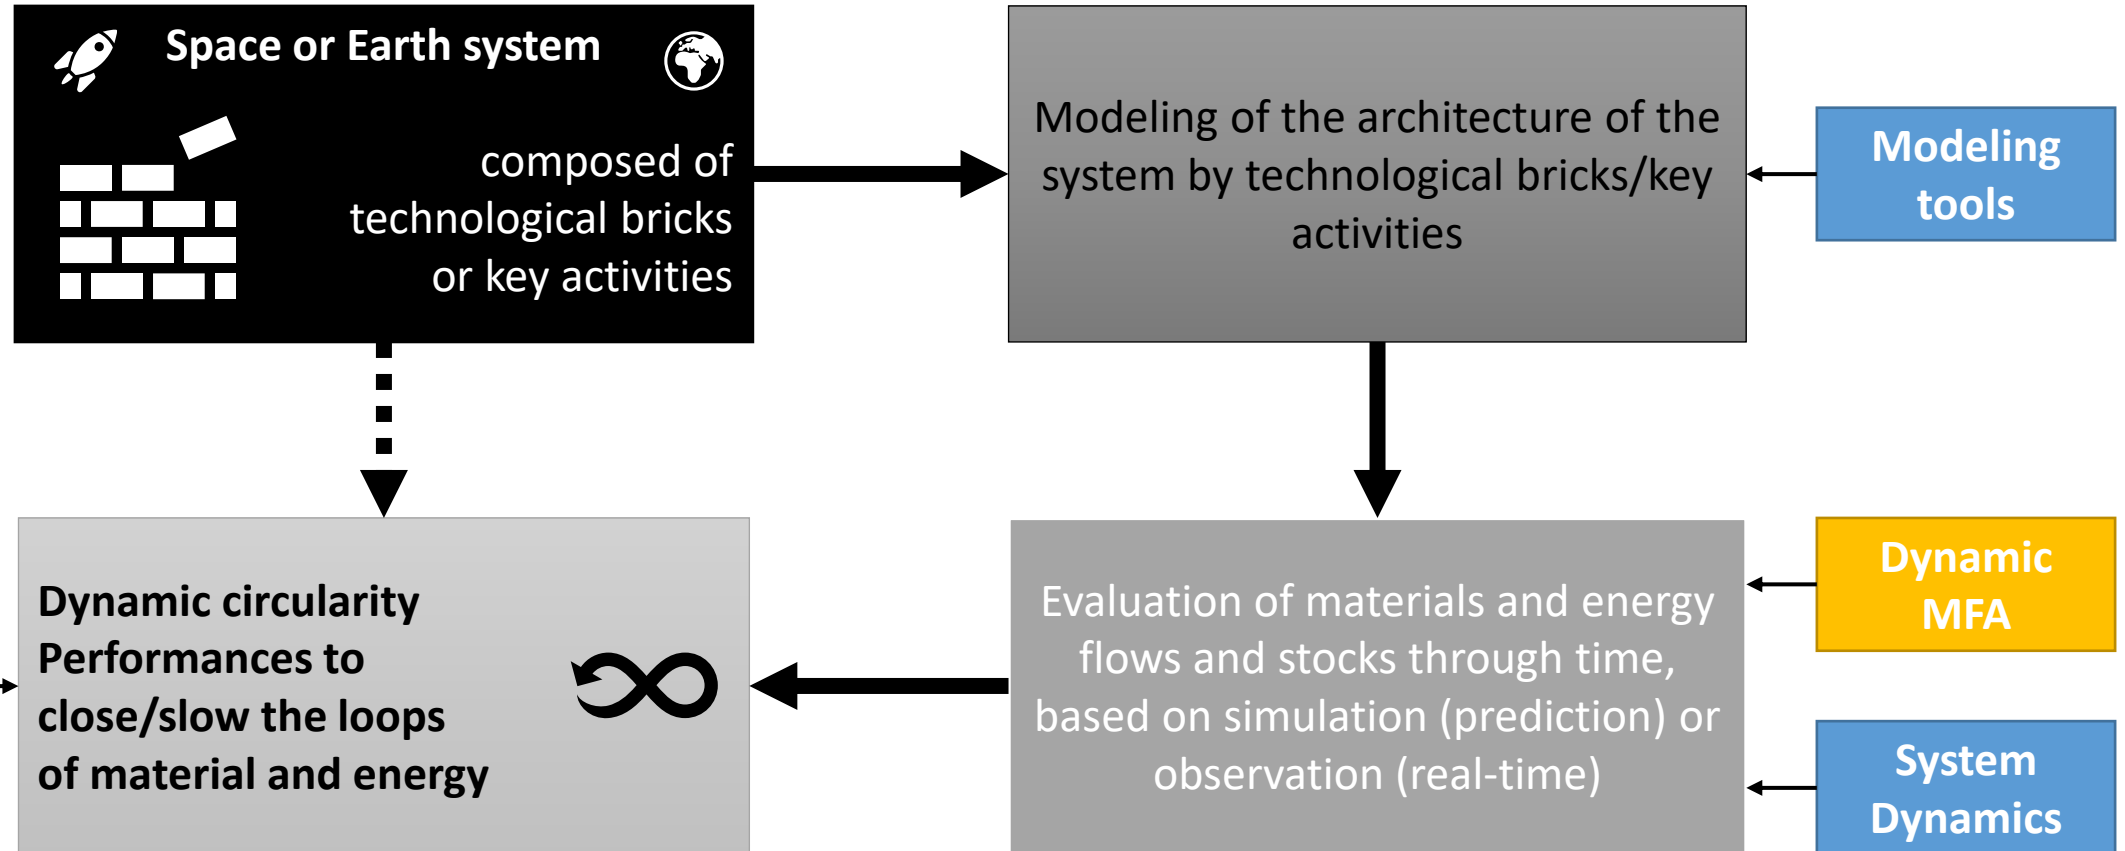 Space or Earth system
composed of
technological bricks
or key activities
Modeling of the architecture of the
system by technological bricks/key
activities
Modeling
tools
Dynamic circularity
Performances to
close/slow the loops
of material and energy
Evaluation of materials and energy
flows and stocks through time,
based on simulation (prediction) or
observation (real-time)
Dynamic
MFA
System
Dynamics